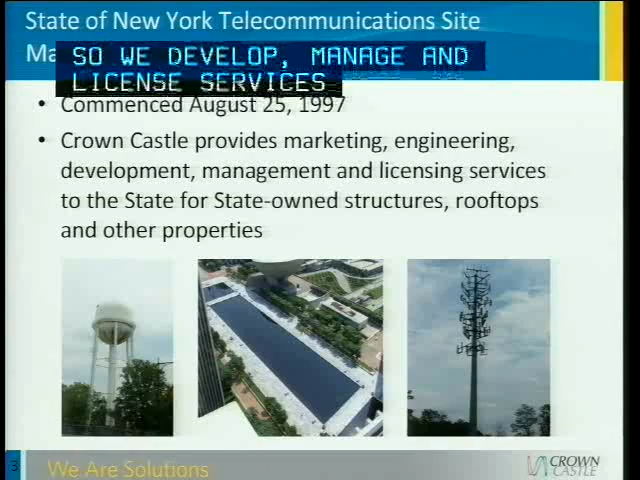 State of New York Telecommunications Site
Ma
SO WE DEVELOP, MANAGE AND
LICENSE SERVICES
• Commenced August 25, 1997
• Crown Castle provides marketing, engineering,
development, management and licensing services
to the State for State-owned structures, rooftops
and other properties
3
We Are Solutions
CROWN
CASTLE